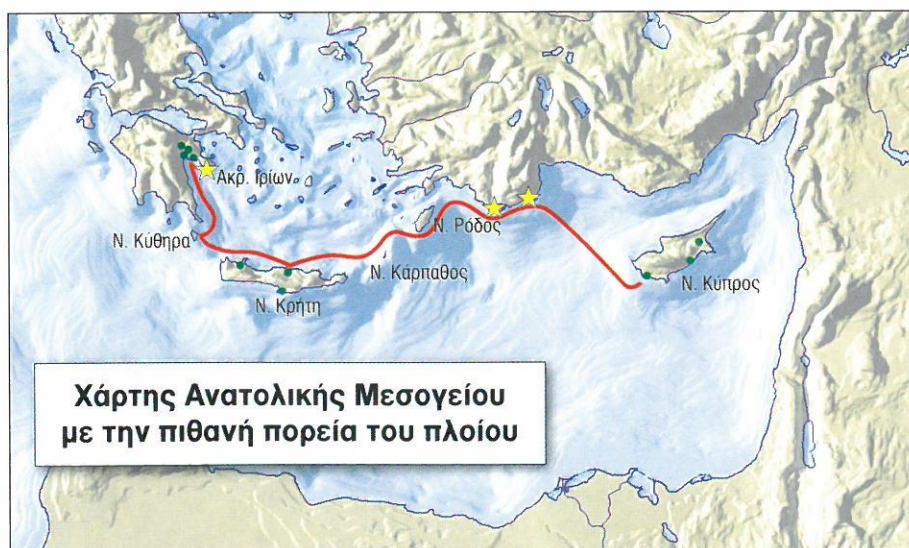 Ακρ. Ιρίων
Ν. Κύθηρα
Ν. Ρόδος
Ν. Κάρπαθος
Ν. Κρήτη
Ν. Κύπρος
Χάρτης Ανατολικής Μεσογείου
με την πιθανή πορεία του πλοίου